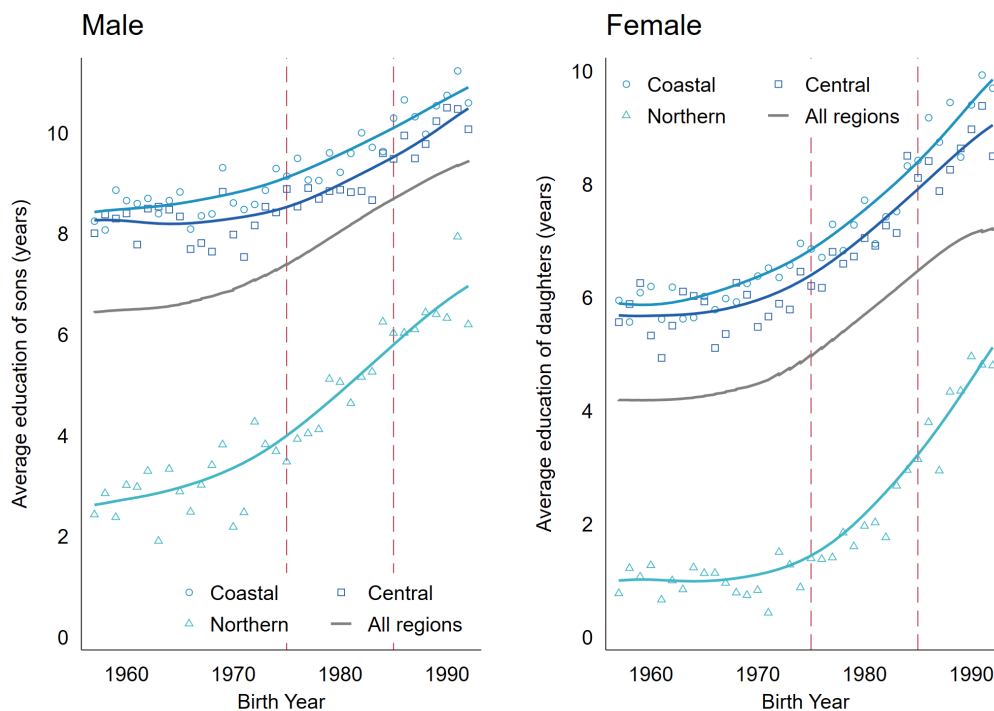 Male
Average education of sons (years)
10
8
6
4
2
0
Coastal
Central
Northern
All regions
1960
1970
1980
1990
Birth Year
Female
Average education of daughters (years)
10
8
6
4
2
0
Coastal
Central
Northern
All regions
1960
1970
1980
1990
Birth Year